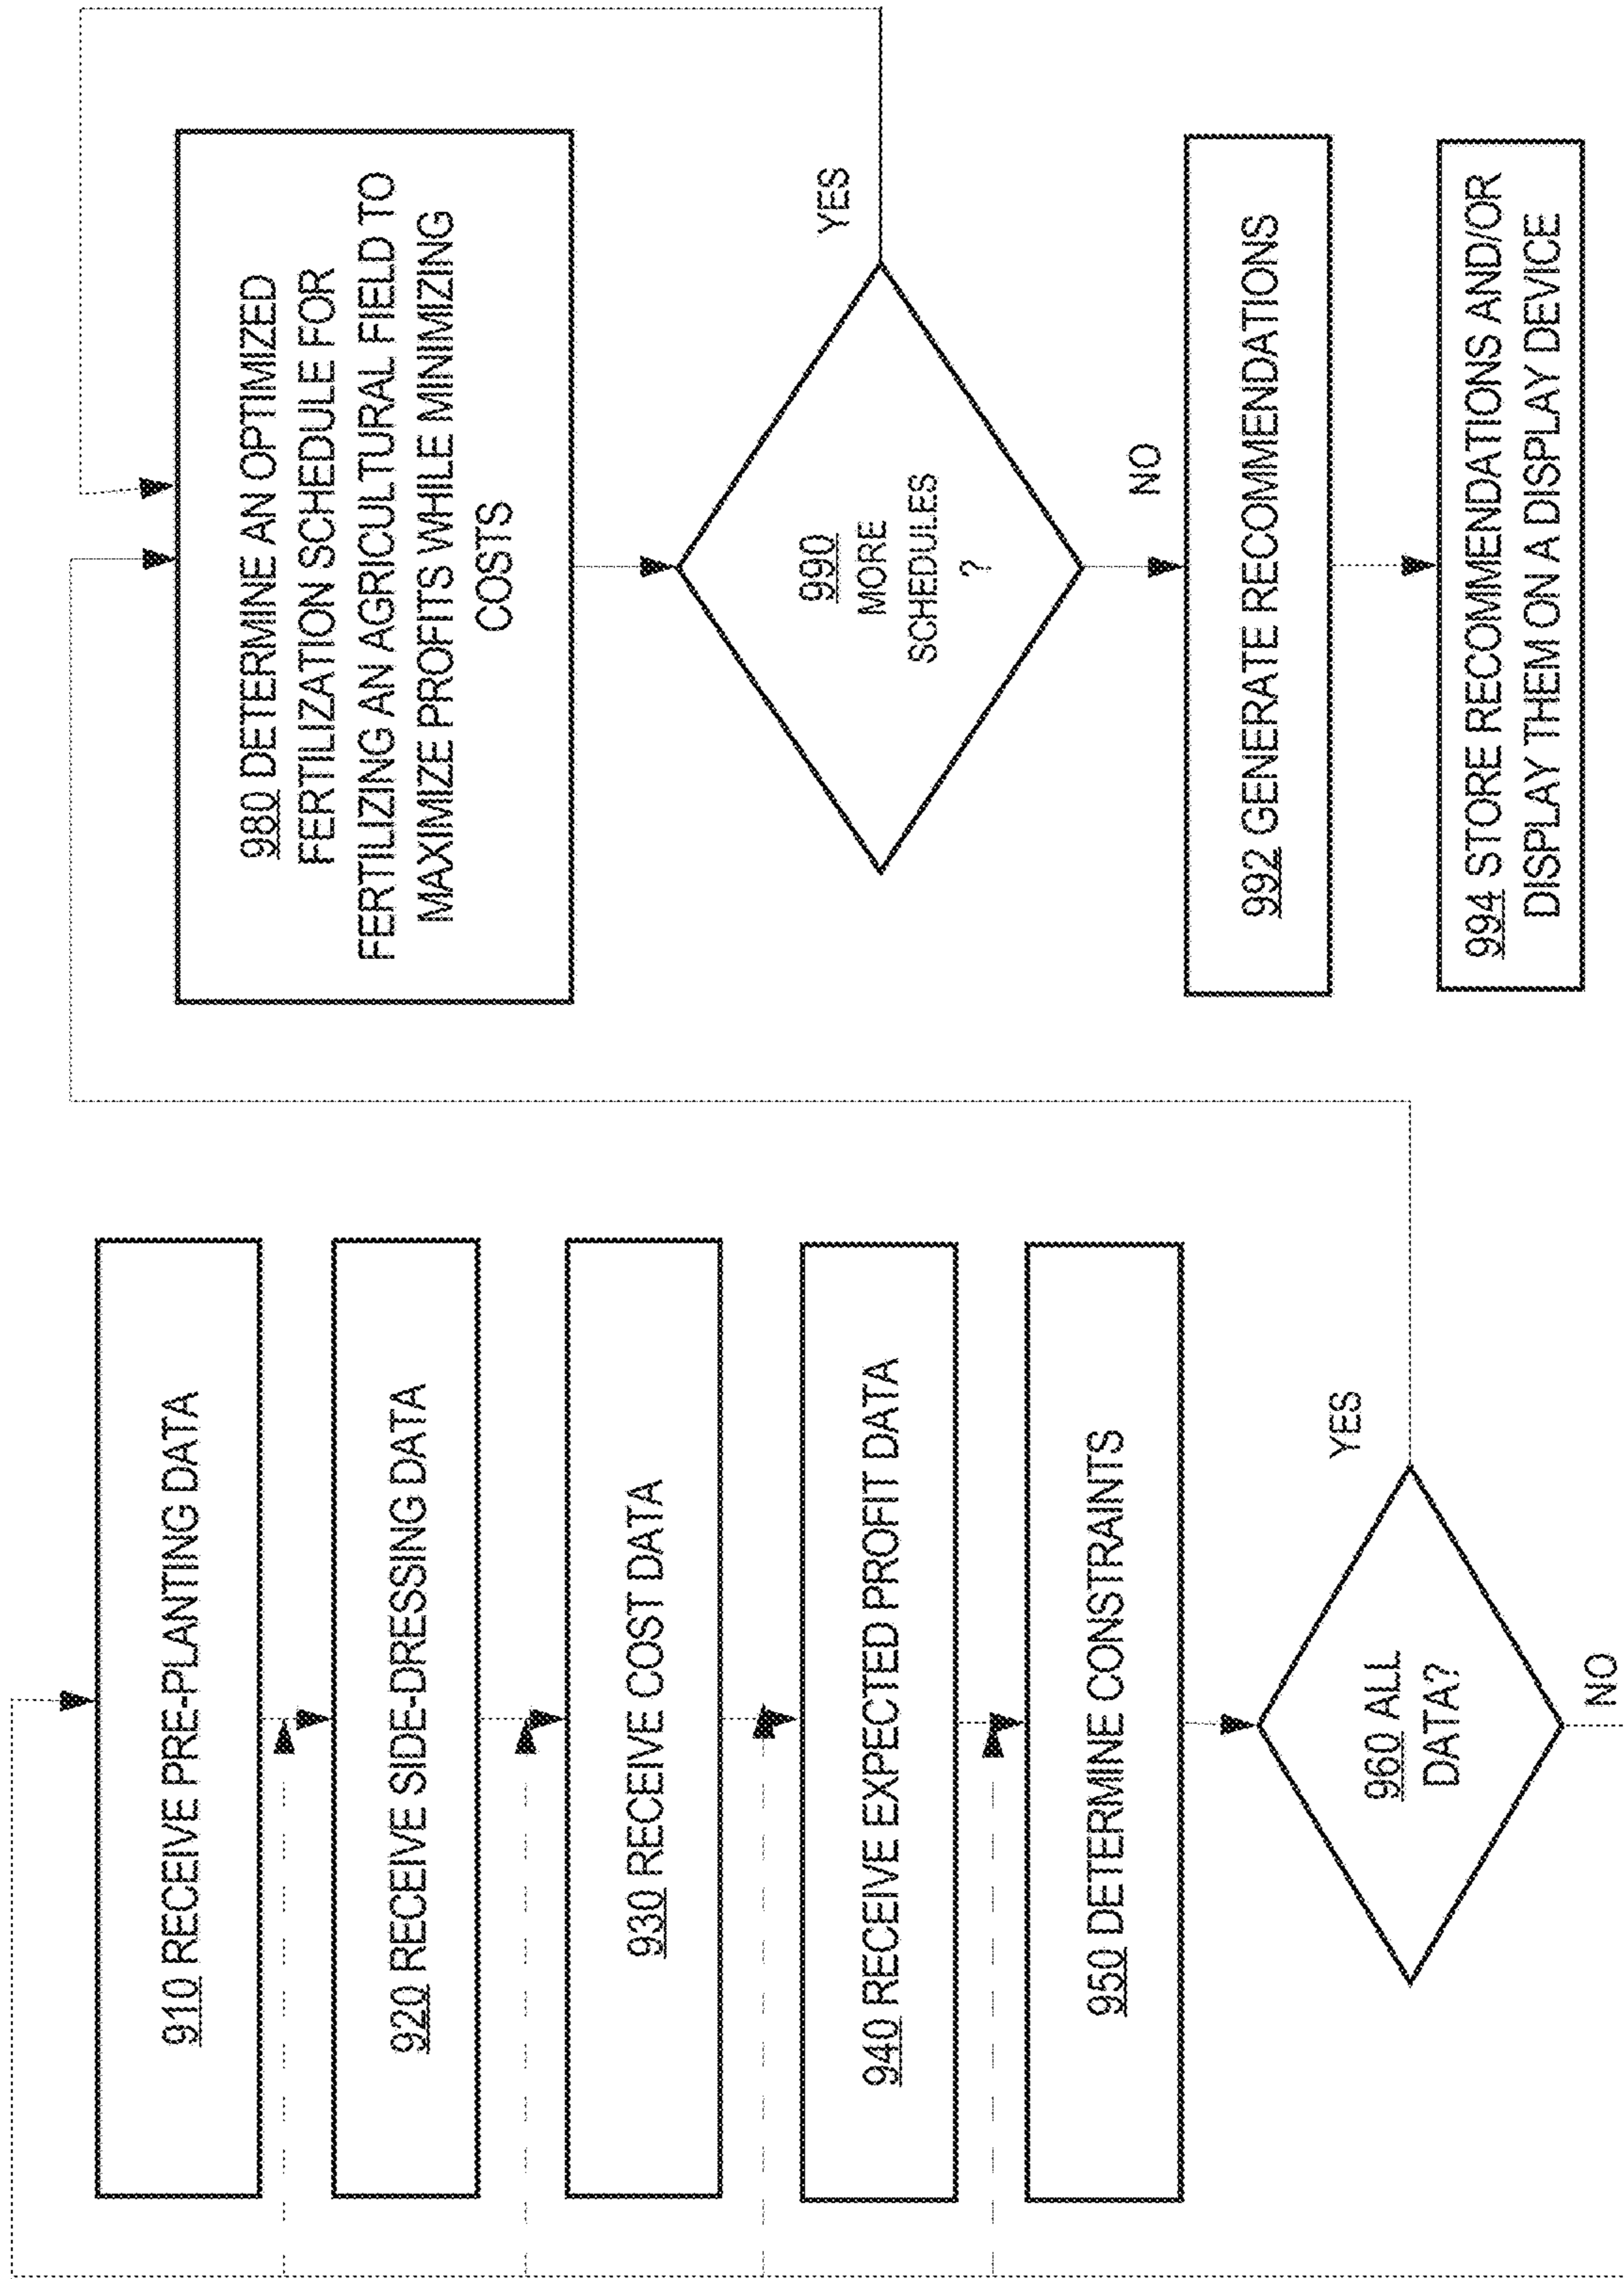 910 RECEIVE PRE-PLANTING DATA
920 RECEIVE SIDE-DRESSING DATA
930 RECEIVE COST DATA
940 RECEIVE EXPECTED PROFIT DATA
950 DETERMINE CONSTRAINTS
960 ALL
DATA?
YES
NO
980 DETERMINE AN OPTIMIZED
FERTILIZATION SCHEDULE FOR
FERTILIZING AN AGRICULTURAL FIELD TO
MAXIMIZE PROFITS WHILE MINIMIZING
COSTS
990
MORE
SCHEDULES
?
YES
NO
992 GENERATE RECOMMENDATIONS
994 STORE RECOMMENDATIONS AND/OR
DISPLAY THEM ON A DISPLAY DEVICE